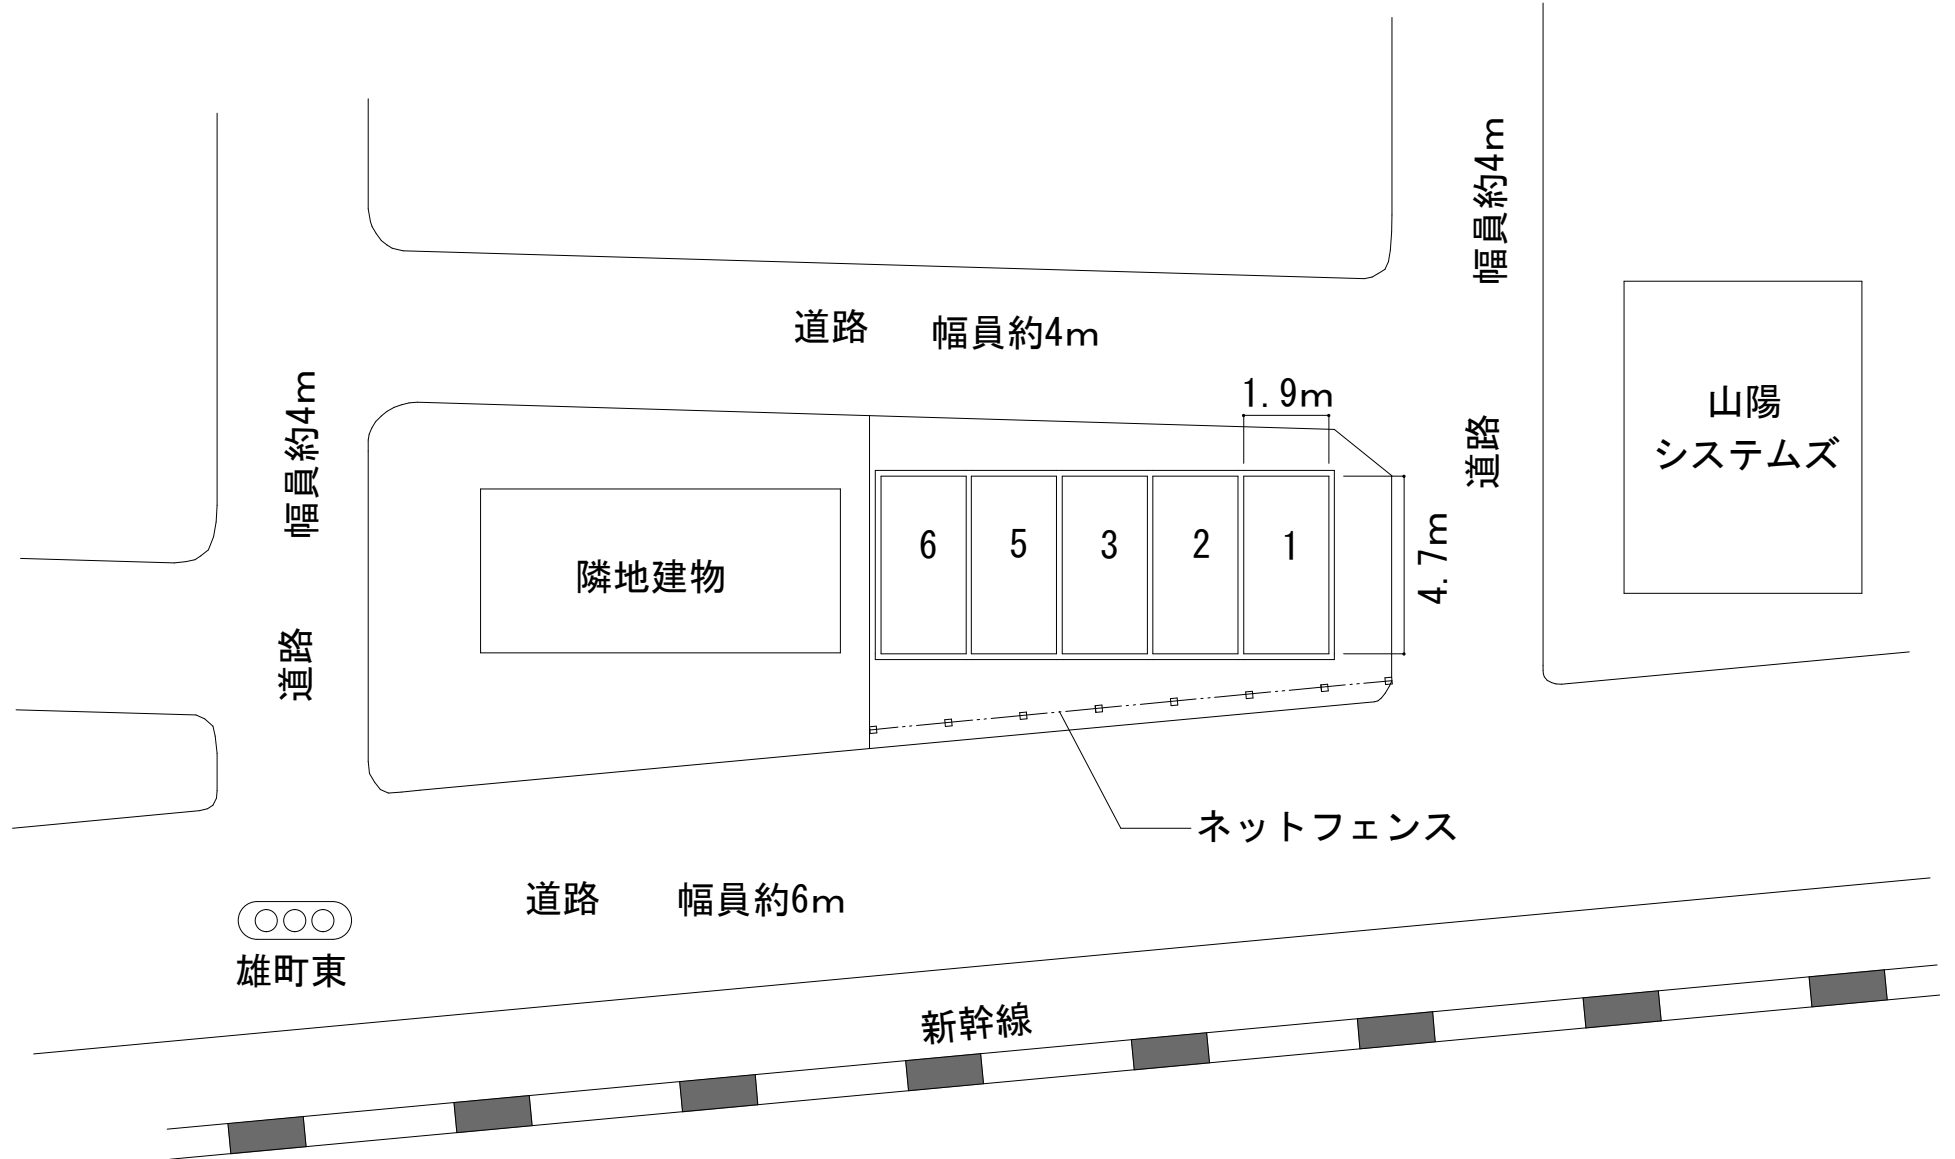 幅員約4m
道路 幅員約4m
幅員約4m
1.9m
山陽
システムズ
道路
6 5 3 2 1
4.7m
隣地建物
道路
ネットフェンス
道路 幅員約6m
雄町東
新幹線